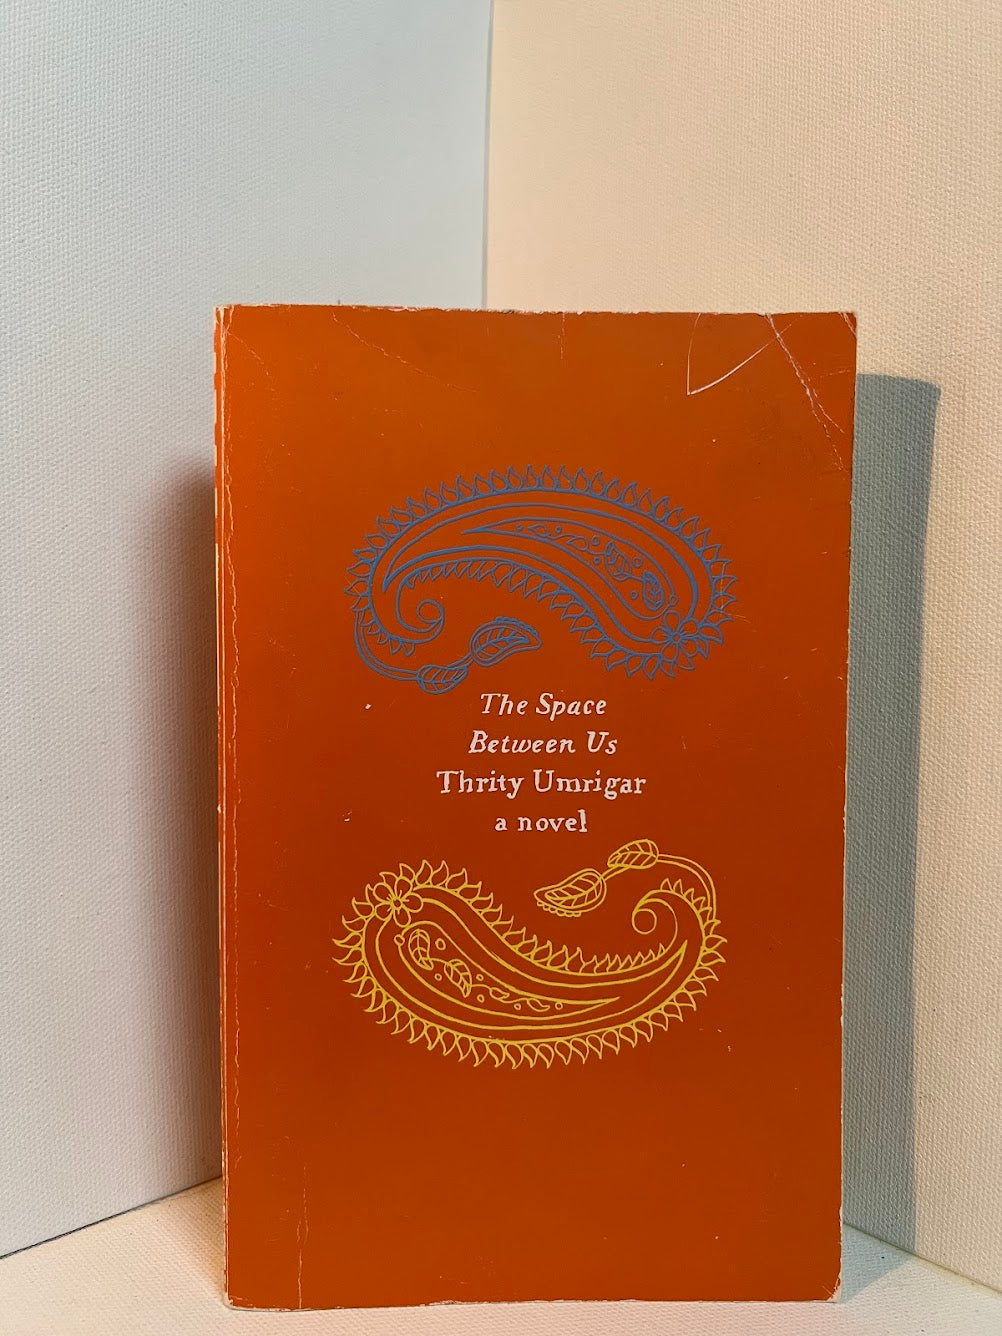 The Space
Between Us
Thrity Umrigar
a novel